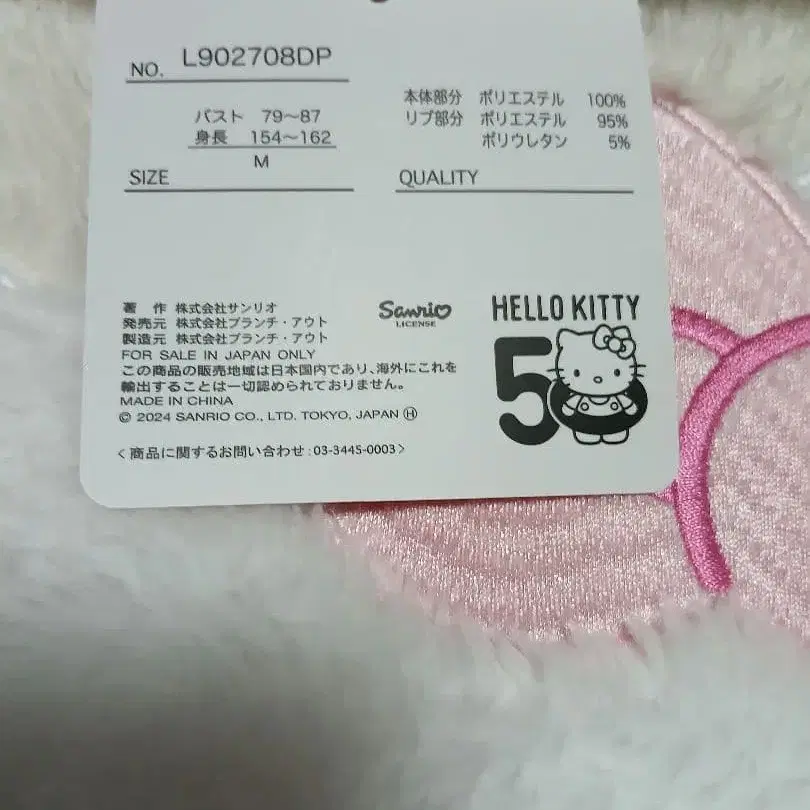 NO. L902708DP
バスト 79〜87
身長 154〜162
M
SIZE
本体部分 ポリエステル 100%
リブ部分 ポリエステル 95%
ポリウレタン 5%
QUALITY
著 作 株式会社サンリオ
発売元 株式会社ブランチ・アウト
製造元 株式会社ブランチ・アウト
FOR SALE IN JAPAN ONLY
この商品の販売地域は日本国内であり、海外にこれを
輸出することは一切認められておりません。
MADE IN CHINA
© 2024 SANRIO CO., LTD. TOKYO, JAPAN Ⓗ
<商品に関するお問い合わせ:03-3445-0003>
Sanrio
LICENSE
HELLO KITTY
50